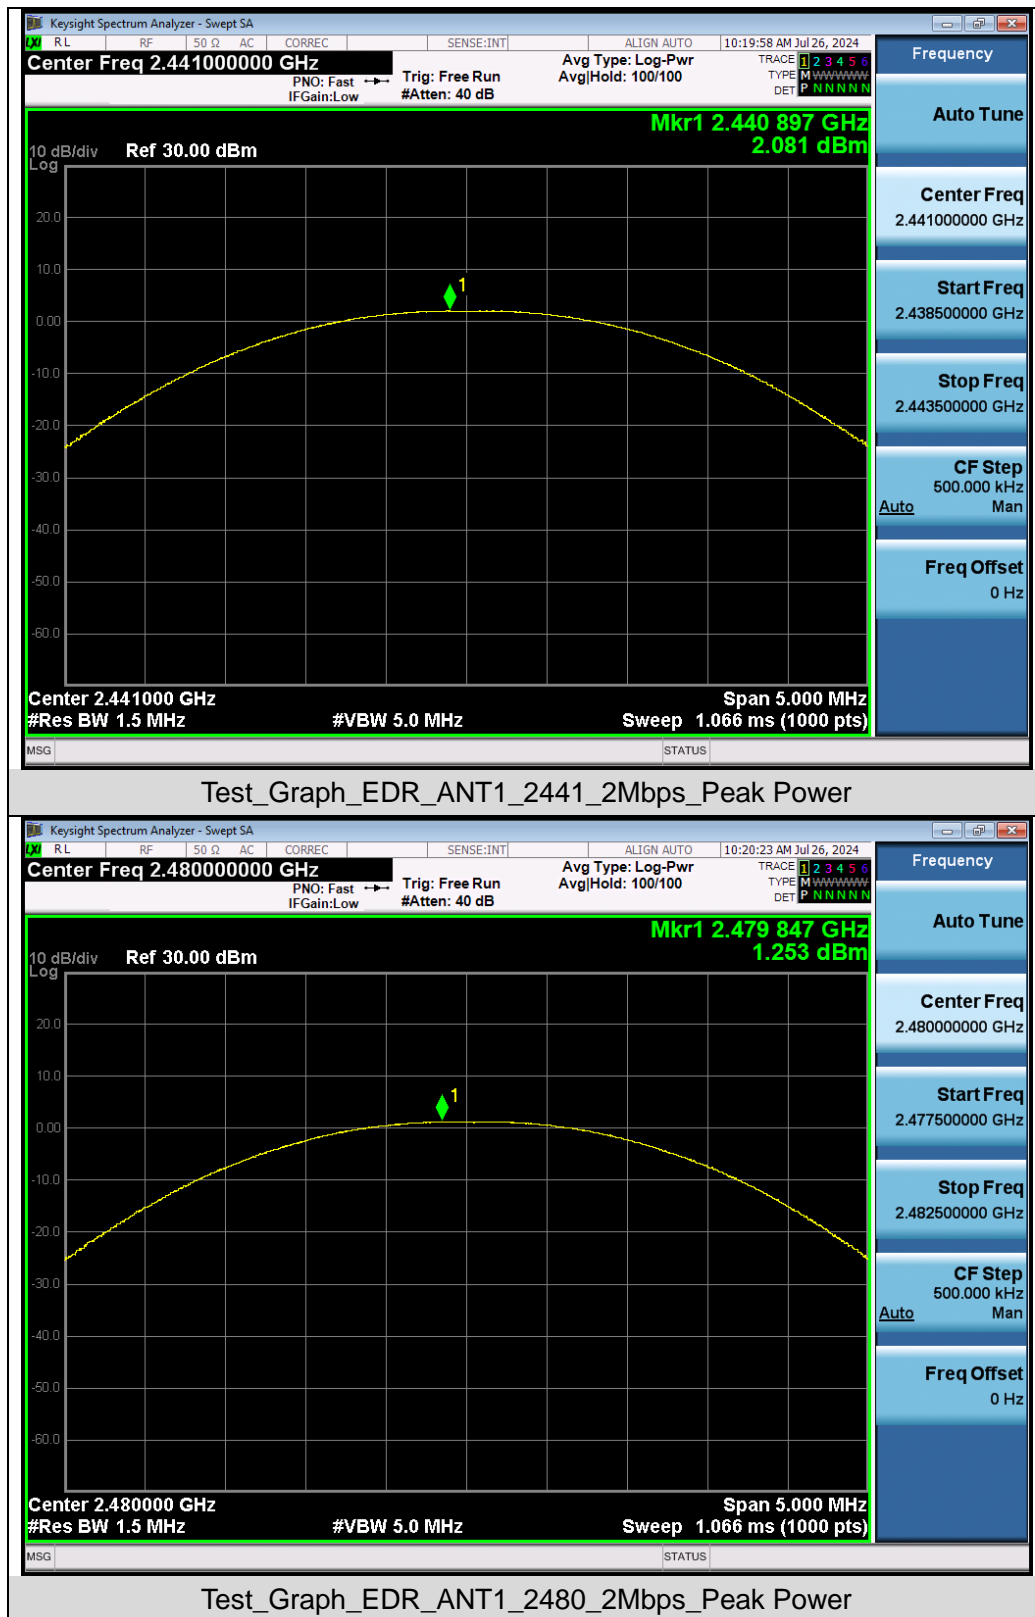 Keysight Spectrum Analyzer - Swept SA
LXI RL RF 50 Ω AC CORREC SENSE:INT ALIGN AUTO 10:19:58 AM Jul 26, 2024
Center Freq 2.441000000 GHz
PNO: Fast
IFGain:Low
Trig: Free Run
#Atten: 40 dB
Avg Type: Log-Pwr
Avg|Hold: 100/100
TRACE 1 2 3 4 5 6
TYPE M WWWWW
DET P N N N N N
Mkr1 2.440 897 GHz
2.081 dBm
10 dB/div Ref 30.00 dBm
Log
20.0
10.0
0.00
-10.0
-20.0
-30.0
-40.0
-50.0
-60.0
1
Center 2.441000 GHz Span 5.000 MHz
#Res BW 1.5 MHz #VBW 5.0 MHz Sweep 1.066 ms (1000 pts)
MSG STATUS
Frequency
Auto Tune
Center Freq
2.441000000 GHz
Start Freq
2.438500000 GHz
Stop Freq
2.443500000 GHz
CF Step
500.000 kHz
Auto Man
Freq Offset
0 Hz
Test_Graph_EDR_ANT1_2441_2Mbps_Peak Power
Keysight Spectrum Analyzer - Swept SA
LXI RL RF 50 Ω AC CORREC SENSE:INT ALIGN AUTO 10:20:23 AM Jul 26, 2024
Center Freq 2.480000000 GHz
PNO: Fast
IFGain:Low
Trig: Free Run
#Atten: 40 dB
Avg Type: Log-Pwr
Avg|Hold: 100/100
TRACE 1 2 3 4 5 6
TYPE M WWWWW
DET P N N N N N
Mkr1 2.479 847 GHz
1.253 dBm
10 dB/div Ref 30.00 dBm
Log
20.0
10.0
0.00
-10.0
-20.0
-30.0
-40.0
-50.0
-60.0
1
Center 2.480000 GHz Span 5.000 MHz
#Res BW 1.5 MHz #VBW 5.0 MHz Sweep 1.066 ms (1000 pts)
MSG STATUS
Frequency
Auto Tune
Center Freq
2.480000000 GHz
Start Freq
2.477500000 GHz
Stop Freq
2.482500000 GHz
CF Step
500.000 kHz
Auto Man
Freq Offset
0 Hz
Test_Graph_EDR_ANT1_2480_2Mbps_Peak Power